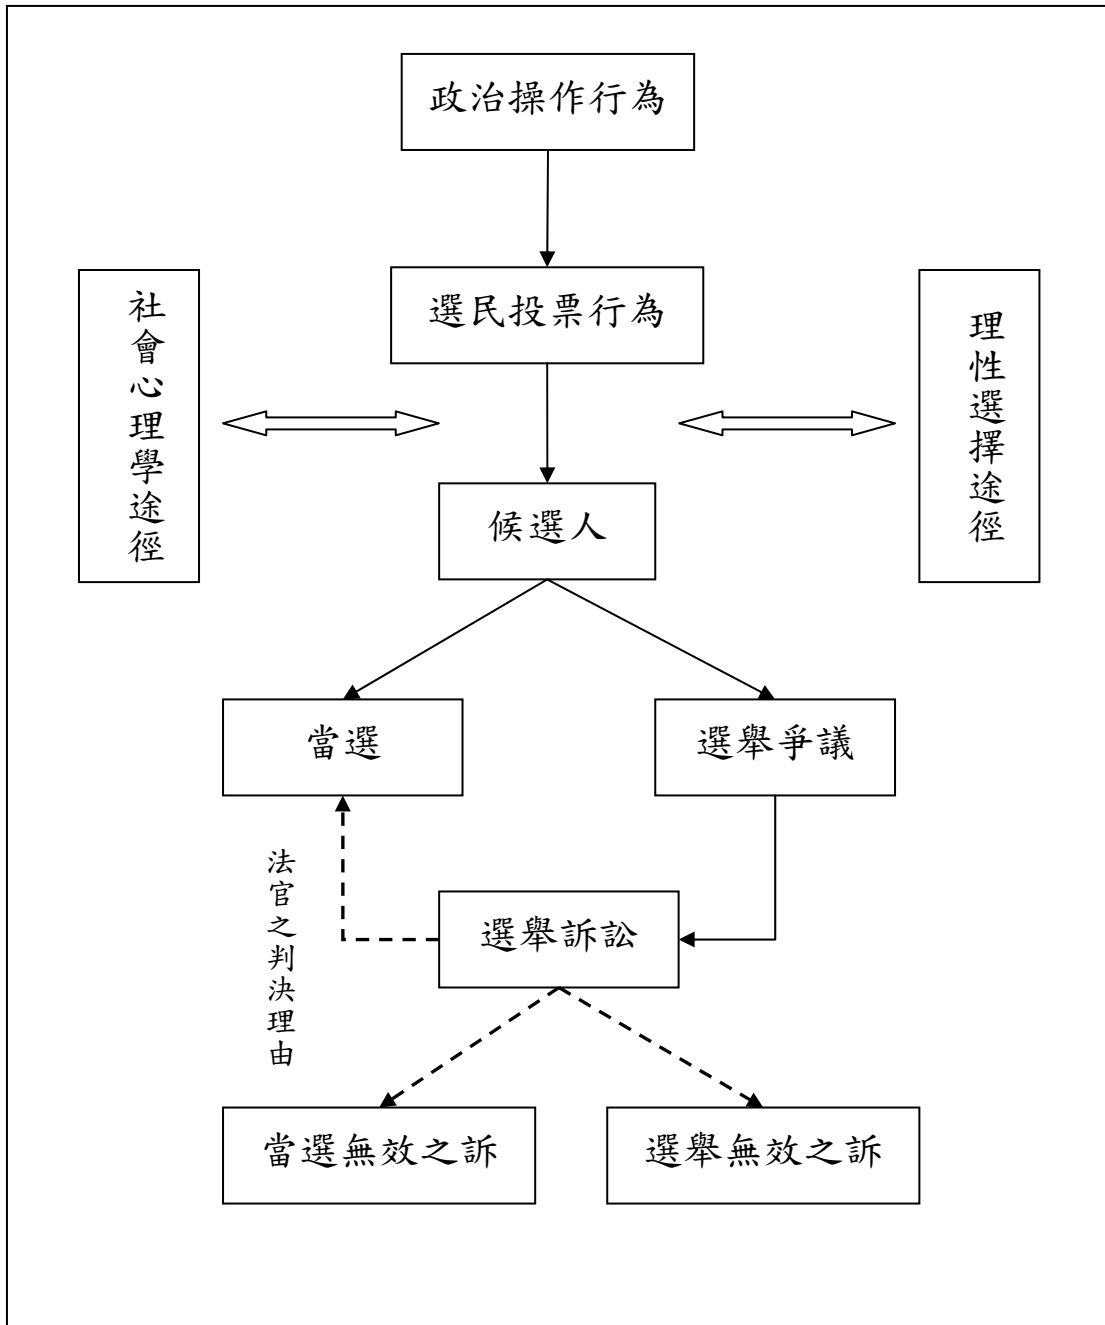 政治操作行為
選民投票行為
社會心理學途徑
理性選擇途徑
候選人
當選
選舉爭議
法官之判決理由
選舉訴訟
當選無效之訴
選舉無效之訴